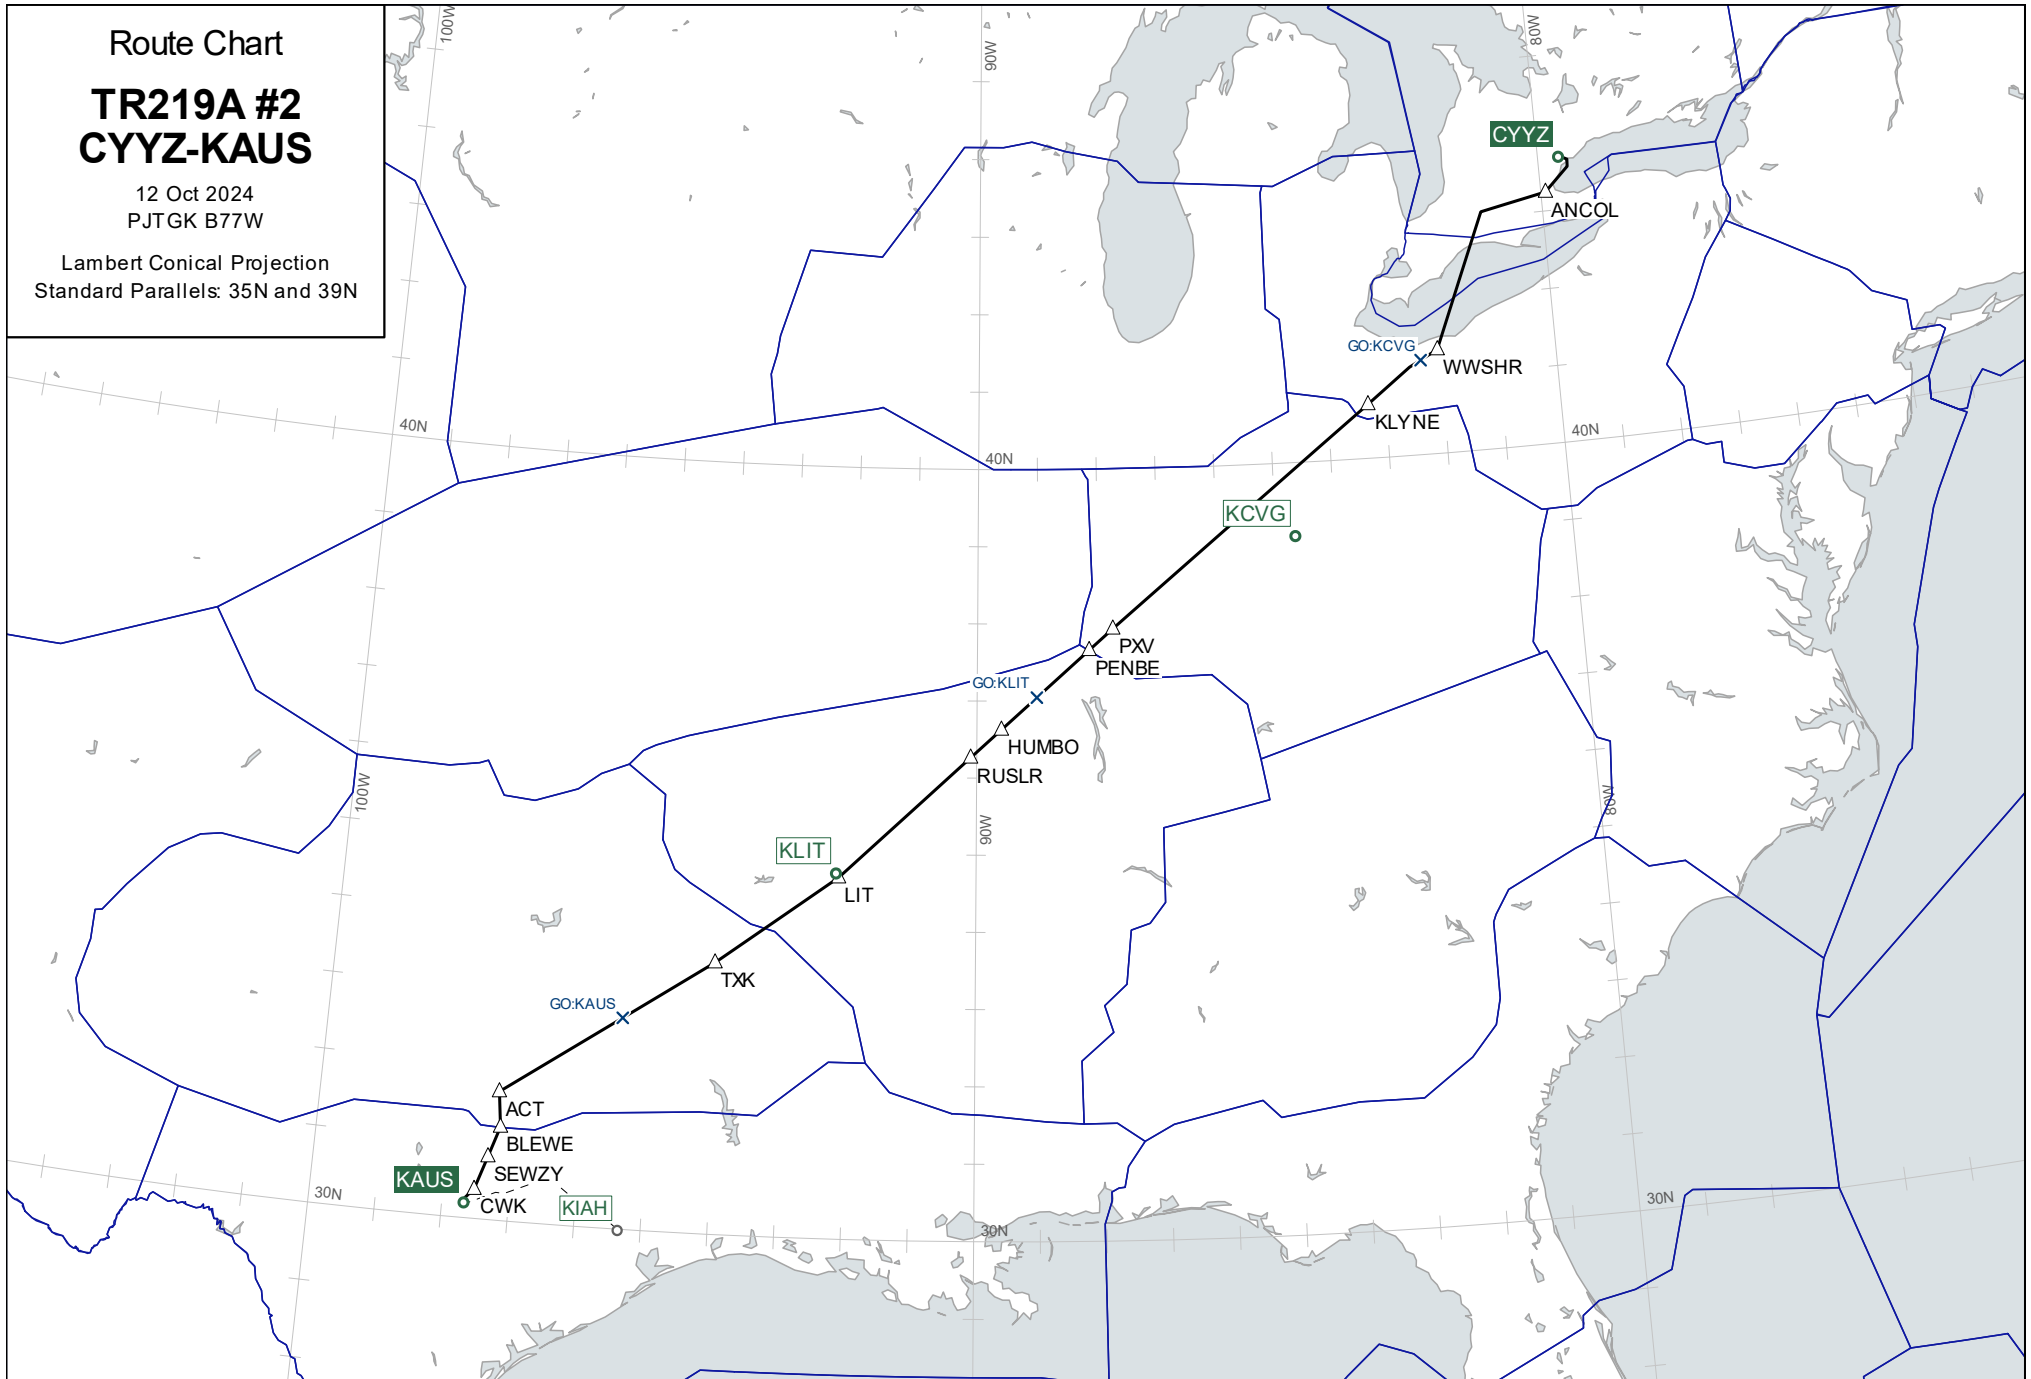 Route Chart
TR219A #2
CYYZ-KAUS
12 Oct 2024
PJTGK B77W
Lambert Conical Projection
Standard Parallels: 35N and 39N
100W
90W
80W
CYYZ
ANCOL
GO:KCVG
WWSHR
KLYNE
40N
40N
40N
KCVG
PXV
PENBE
GO:KLIT
HUMBO
RUSLR
100W
90W
80W
KLIT
LIT
TXK
GO:KAUS
ACT
BLEWE
SEWZY
KAUS
CWK
KIAH
30N
30N
30N